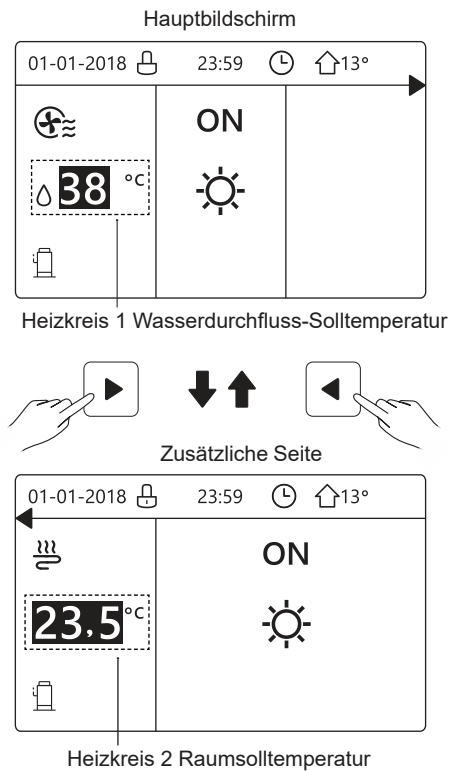 Hauptbildschirm
01-01-2018 23:59 13°
ON
38 °C
Heizkreis 1 Wasserdurchfluss-Solltemperatur
Zusätzliche Seite
01-01-2018 23:59 13°
ON
23,5 °C
Heizkreis 2 Raumsolltemperatur